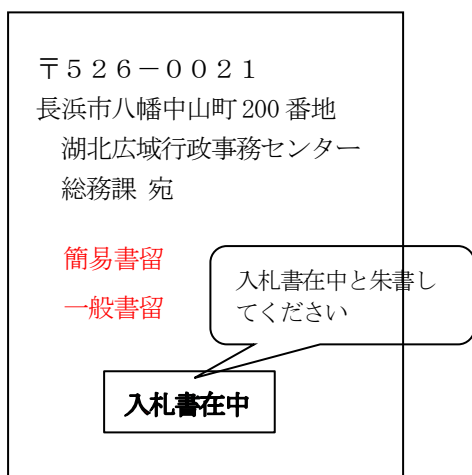 〒５２６－００２１
長浜市八幡中山町 200 番地
湖北広域行政事務センター
総務課 宛
簡易書留
一般書留
入札書在中と朱書し
てください
入札書在中